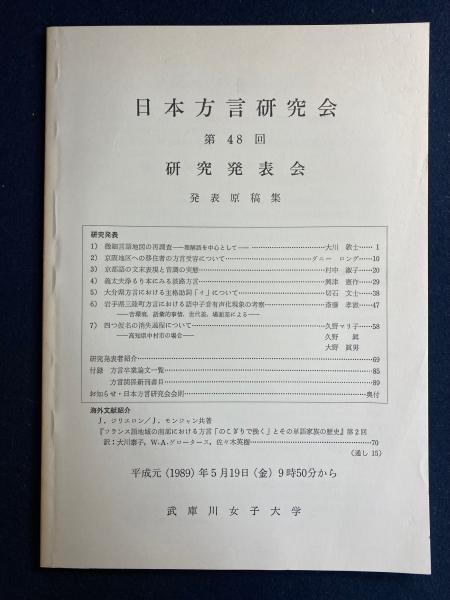 日本方言研究会
第48回
研究発表会
発表原稿集
研究発表
1) 微細言語地図の再調査——理解語を中心として——……大川 敦士……1
2) 京阪地区への移住者の方言受容について……ダニー ロング……10
3) 京都語の文末表現と音調の実態……村中 淑子……20
4) 義太夫浄るり本にみる淡路方言……興津 憲作……29
5) 大分県方言における主格助詞「イ」について……切石 文士……38
6) 岩手県三陸町方言における語中子音有声化現象の考察……斎藤 孝滋……47
——音環境、語彙的事情、世代差、場面差による——
7) 四つ仮名の消失過程について……久野マリ子……58
——高知県中村市の場合—— 久野 眞
大野 眞男
研究発表者紹介……69
付録 方言卒業論文一覧……85
方言関係新刊書目……89
お知らせ・日本方言研究会会則……奥付
海外文献紹介
J．ジリエロン／J．モンジャン共著
『フランス語地域の南部における方言「のこぎりで挽く」とその単語家族の歴史』第2回
訳：大川泰子，W.A.グロータース，佐々木英樹……70
（通し 15）
平成元（1989）年5月19日（金）9時50分から
武庫川女子大学